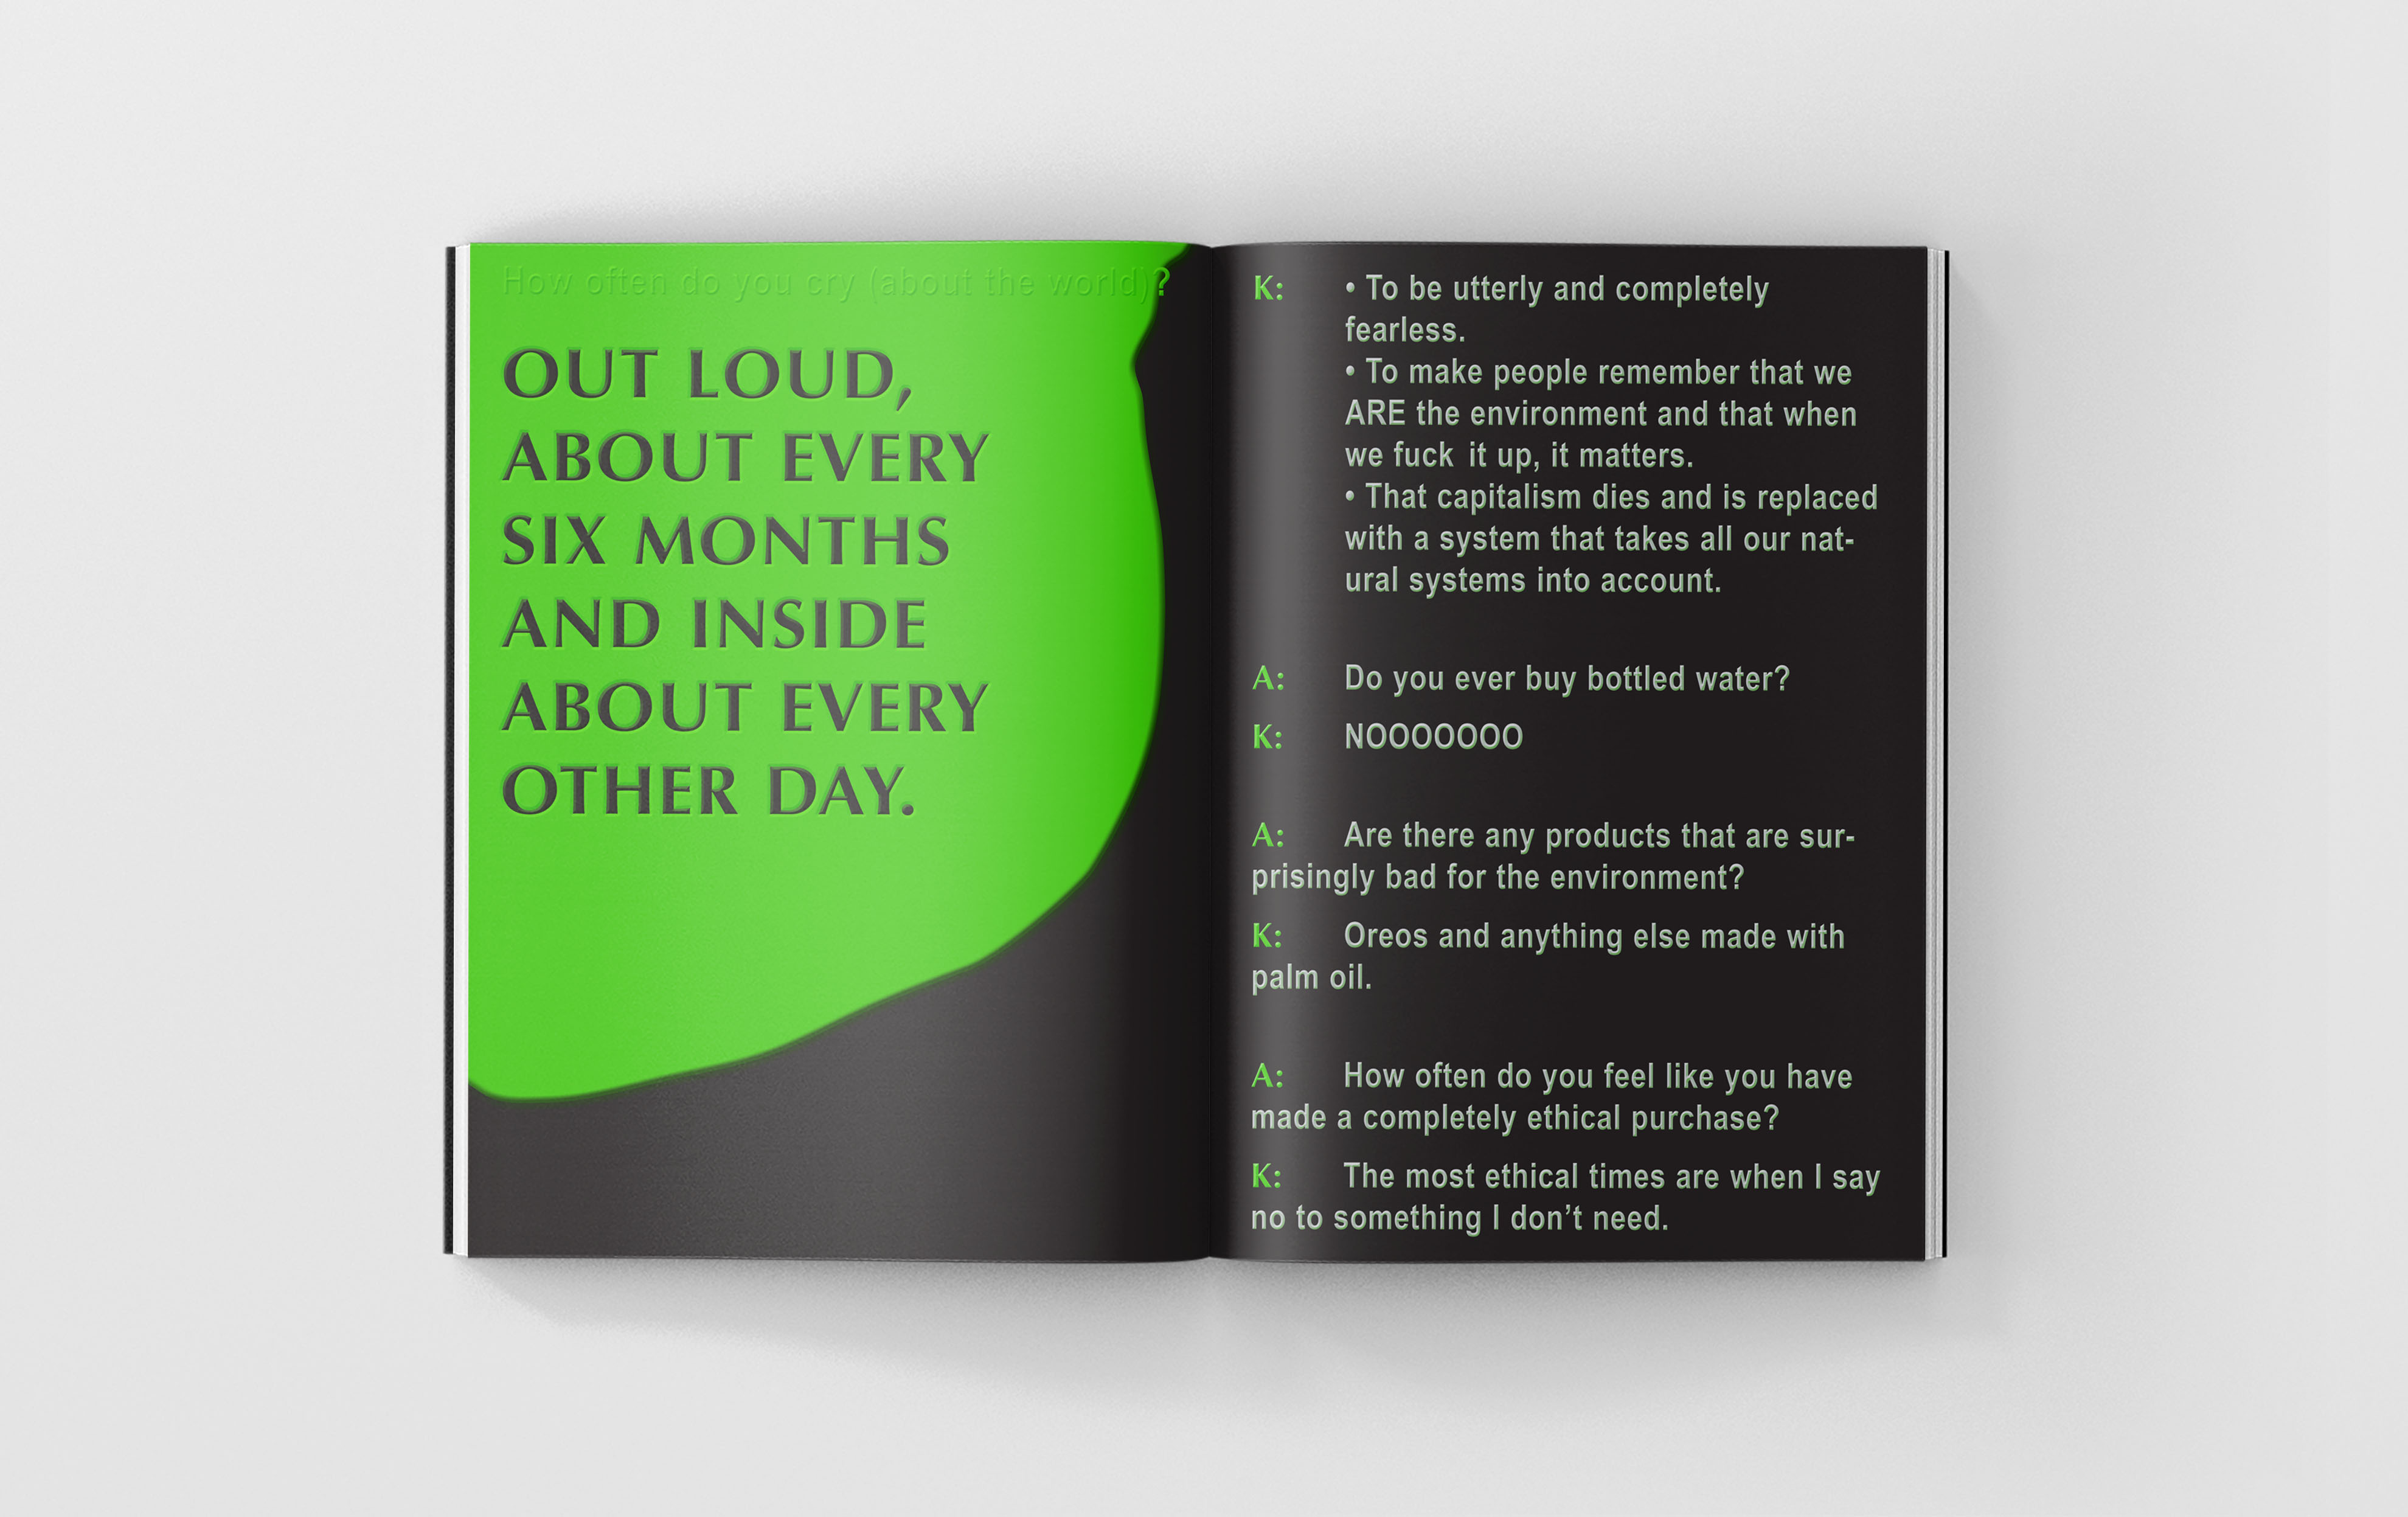 How often do you cry (about the world)?
OUT LOUD,
ABOUT EVERY
SIX MONTHS
AND INSIDE
ABOUT EVERY
OTHER DAY.
K: • To be utterly and completely
fearless.
• To make people remember that we
ARE the environment and that when
we fuck it up, it matters.
• That capitalism dies and is replaced
with a system that takes all our nat-
ural systems into account.
A: Do you ever buy bottled water?
K: NOOOOOOO
A: Are there any products that are sur-
prisingly bad for the environment?
K: Oreos and anything else made with
palm oil.
A: How often do you feel like you have
made a completely ethical purchase?
K: The most ethical times are when I say
no to something I don’t need.